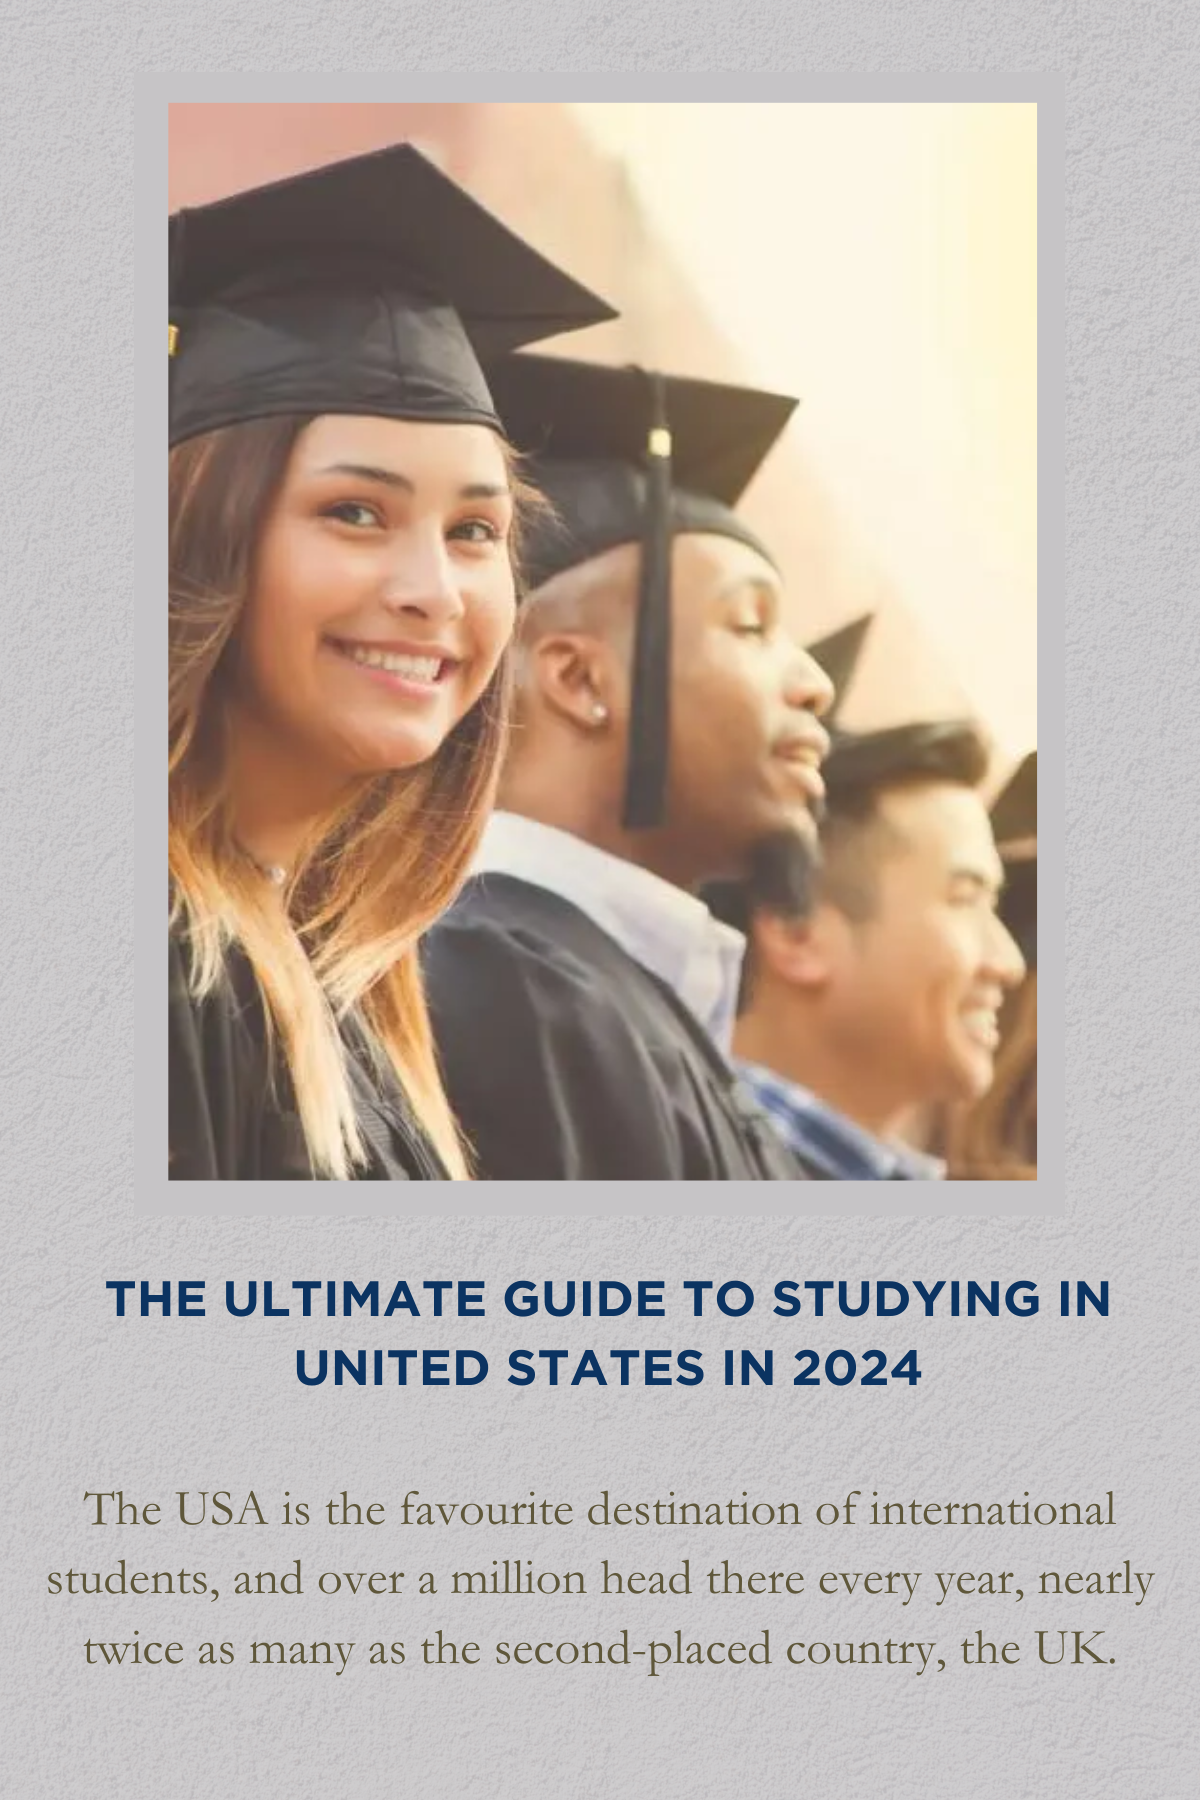 THE ULTIMATE GUIDE TO STUDYING IN
UNITED STATES IN 2024
The USA is the favourite destination of international
students, and over a million head there every year, nearly
twice as many as the second-placed country, the UK.